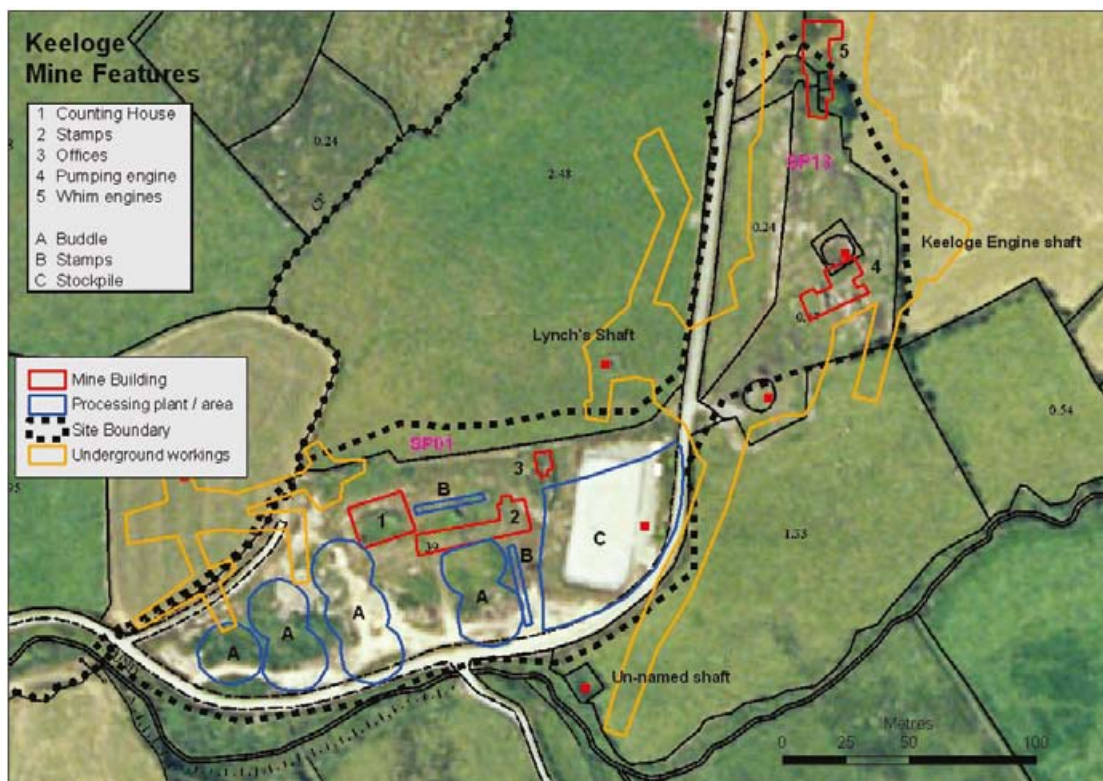 Keeloge
Mine Features
1 Counting House
2 Stamps
3 Offices
4 Pumping engine
5 Whim engines
A Buddle
B Stamps
C Stockpile
Mine Building
Processing plant / area
Site Boundary
Underground workings
0.24
2.48
5
SP18
0.24
Keeloge Engine shaft
4
Lynch's Shaft
0.54
SP01
3
B
1
2
39
C
B
1.33
A
A
A
A
Un-named shaft
Metres
0 25 50 100